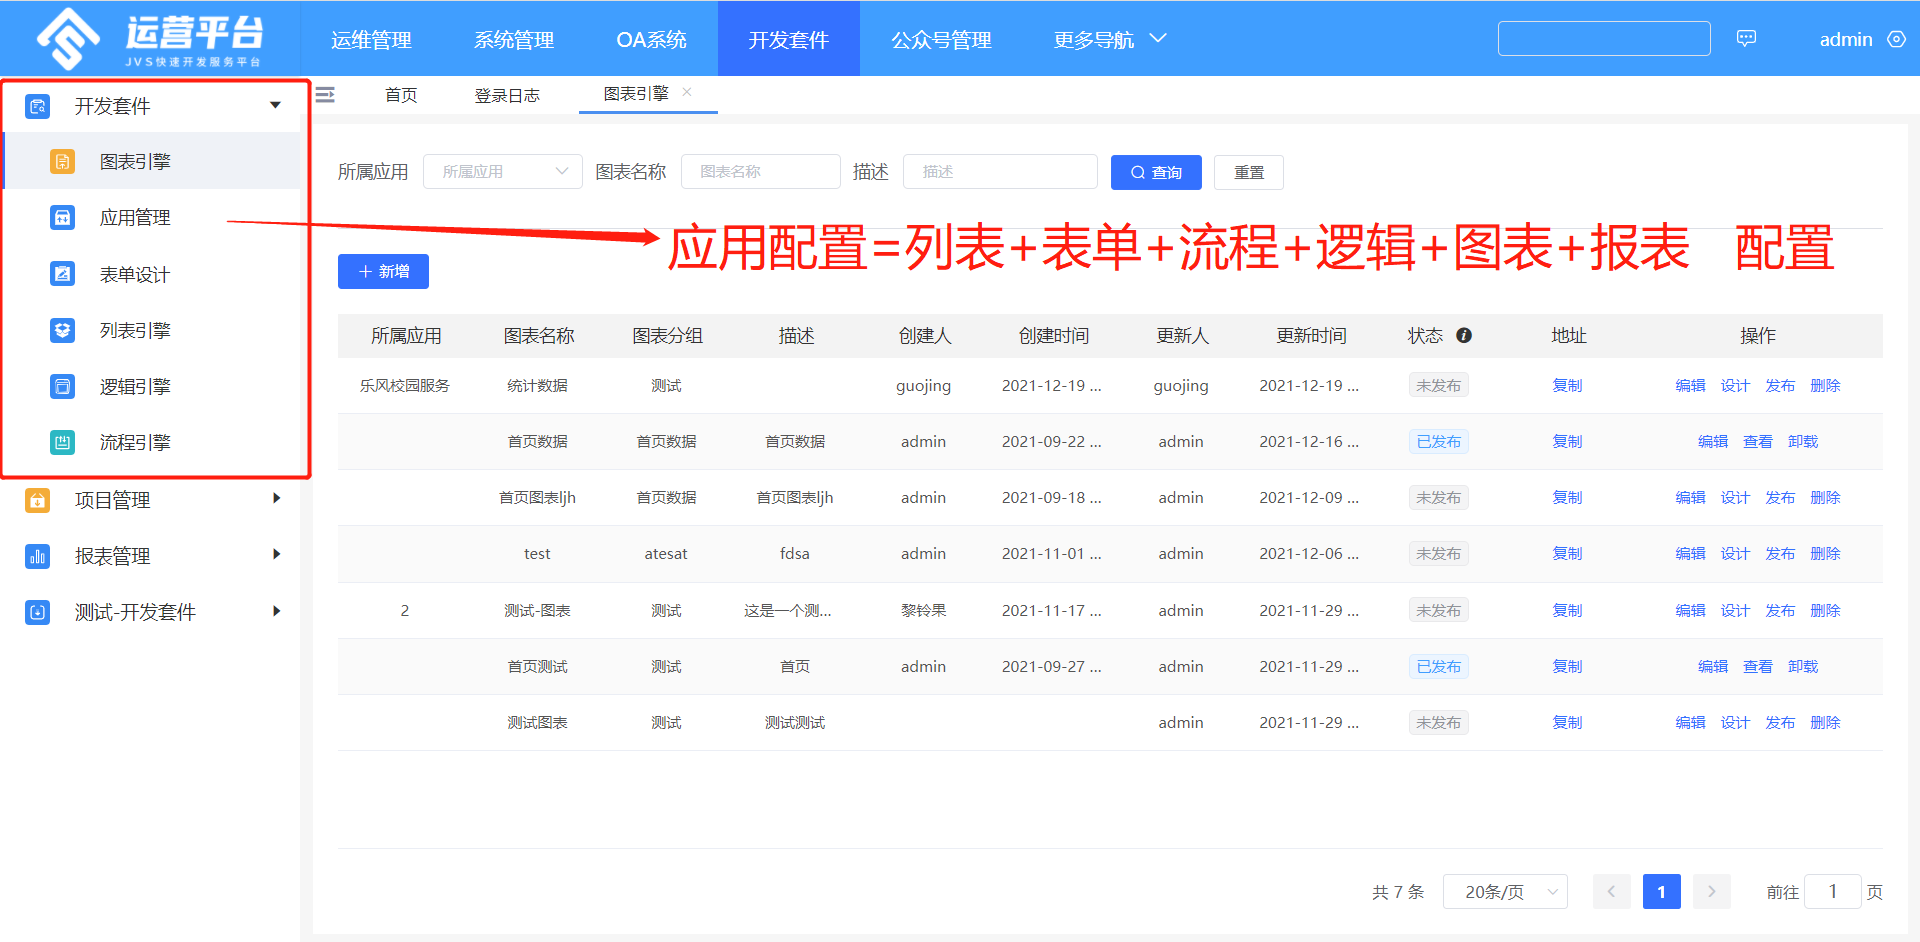 运营平台
JVS快速开发服务平台
运维管理 系统管理 OA系统 开发套件 公众号管理 更多导航
admin
开发套件
图表引擎
应用管理
表单设计
列表引擎
逻辑引擎
流程引擎
项目管理
报表管理
测试-开发套件
首页 登录日志 图表引擎 ×
所属应用 所属应用 图表名称 图表名称 描述 描述 查询 重置
应用配置=列表+表单+流程+逻辑+图表+报表 配置
+ 新增
所属应用 图表名称 图表分组 描述 创建人 创建时间 更新人 更新时间 状态 地址 操作
乐风校园服务 统计数据 测试 guojing 2021-12-19 ... guojing 2021-12-19 ... 未发布 复制 编辑 设计 发布 删除
首页数据 首页数据 首页数据 admin 2021-09-22 ... admin 2021-12-16 ... 已发布 复制 编辑 查看 卸载
首页图表ljh 首页数据 首页图表ljh admin 2021-09-18 ... admin 2021-12-09 ... 未发布 复制 编辑 设计 发布 删除
test atesat fdsa admin 2021-11-01 ... admin 2021-12-06 ... 未发布 复制 编辑 设计 发布 删除
2 测试-图表 测试 这是一个测... 黎铃果 2021-11-17 ... admin 2021-11-29 ... 未发布 复制 编辑 设计 发布 删除
首页测试 测试 首页 admin 2021-09-27 ... admin 2021-11-29 ... 已发布 复制 编辑 查看 卸载
测试图表 测试 测试测试 admin 2021-11-29 ... 未发布 复制 编辑 设计 发布 删除
共 7 条 20条/页 1 前往 1 页